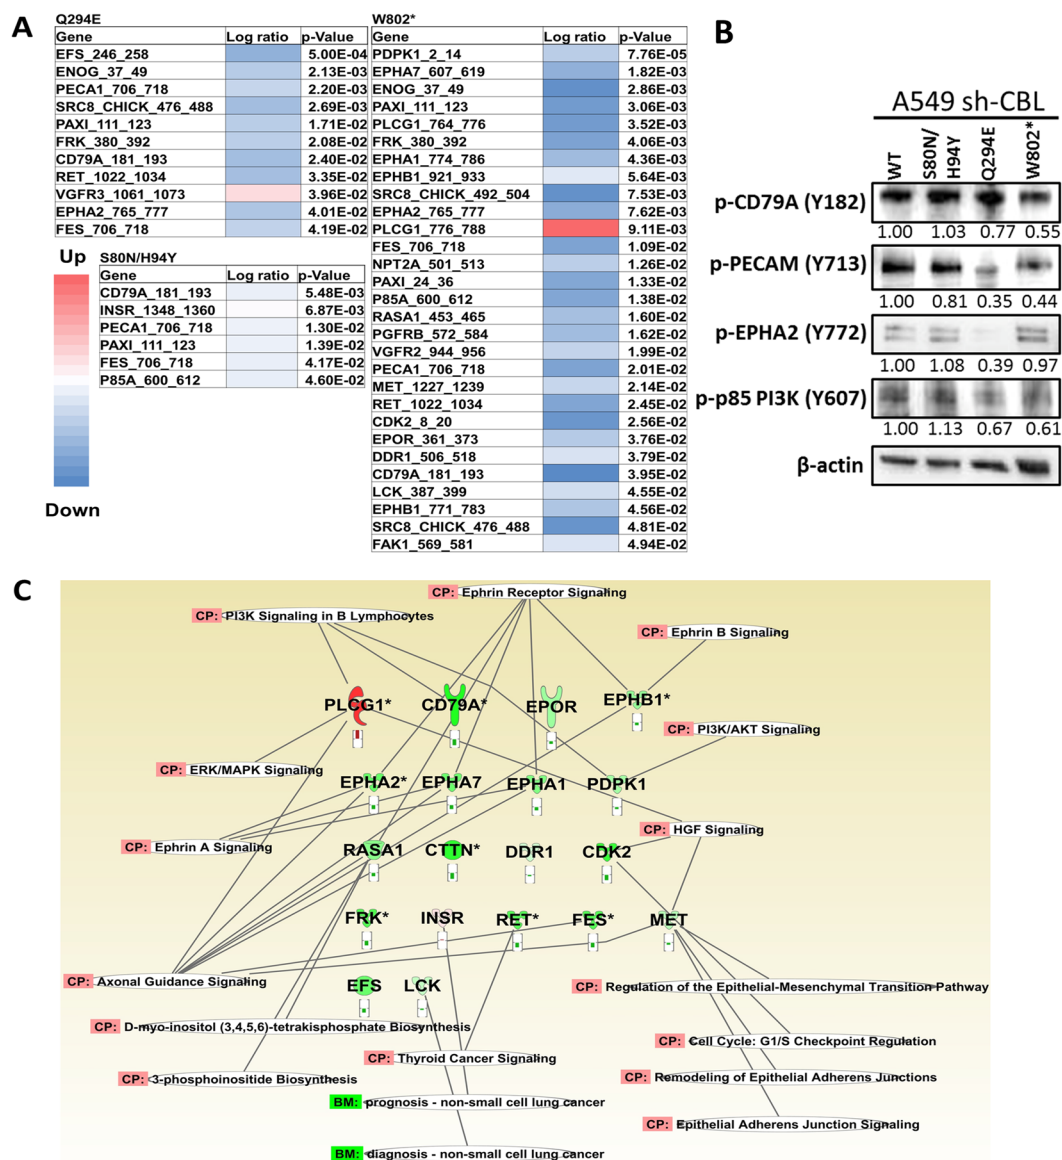 A
Q294E
Gene Log ratio p-Value
EFS_246_258 5.00E-04
ENOG_37_49 2.13E-03
PECA1_706_718 2.20E-03
SRC8_CHICK_476_488 2.69E-03
PAXI_111_123 1.71E-02
FRK_380_392 2.08E-02
CD79A_181_193 2.40E-02
RET_1022_1034 3.35E-02
VGFR3_1061_1073 3.96E-02
EPHA2_765_777 4.01E-02
FES_706_718 4.19E-02
Up
Down
S80N/H94Y
Gene Log ratio p-Value
CD79A_181_193 5.48E-03
INSR_1348_1360 6.87E-03
PECA1_706_718 1.30E-02
PAXI_111_123 1.39E-02
FES_706_718 4.17E-02
P85A_600_612 4.60E-02
W802*
Gene Log ratio p-Value
PDPK1_2_14 7.76E-05
EPHA7_607_619 1.82E-03
ENOG_37_49 2.86E-03
PAXI_111_123 3.06E-03
PLCG1_764_776 3.52E-03
FRK_380_392 4.06E-03
EPHA1_774_786 4.36E-03
EPHB1_921_933 5.64E-03
SRC8_CHICK_492_504 7.53E-03
EPHA2_765_777 7.62E-03
PLCG1_776_788 9.11E-03
FES_706_718 1.09E-02
NPT2A_501_513 1.26E-02
PAXI_24_36 1.33E-02
P85A_600_612 1.38E-02
RASA1_453_465 1.60E-02
PGFRB_572_584 1.62E-02
VGFR2_944_956 1.99E-02
PECA1_706_718 2.01E-02
MET_1227_1239 2.14E-02
RET_1022_1034 2.45E-02
CDK2_8_20 2.56E-02
EPOR_361_373 3.76E-02
DDR1_506_518 3.79E-02
CD79A_181_193 3.95E-02
LCK_387_399 4.55E-02
EPHB1_771_783 4.56E-02
SRC8_CHICK_476_488 4.81E-02
FAK1_569_581 4.94E-02
B
A549 sh-CBL
WT S80N/H94Y Q294E W802*
p-CD79A (Y182)
1.00 1.03 0.77 0.55
p-PECAM (Y713)
1.00 0.81 0.35 0.44
p-EPHA2 (Y772)
1.00 1.08 0.39 0.97
p-p85 PI3K (Y607)
1.00 1.13 0.67 0.61
β-actin
C
CP: Ephrin Receptor Signaling
CP: PI3K Signaling in B Lymphocytes
CP: Ephrin B Signaling
PLCG1* CD79A* EPOR EPHB1*
CP: PI3K/AKT Signaling
CP: ERK/MAPK Signaling
EPHA2* EPHA7 EPHA1 PDPK1
CP: HGF Signaling
CP: Ephrin A Signaling
RASA1 CTTN* DDR1 CDK2
FRK* INSR RET* FES* MET
CP: Axonal Guidance Signaling
EFS LCK
CP: Regulation of the Epithelial-Mesenchymal Transition Pathway
CP: D-myo-inositol (3,4,5,6)-tetrakisphosphate Biosynthesis
CP: Cell Cycle: G1/S Checkpoint Regulation
CP: Thyroid Cancer Signaling
CP: 3-phosphoinositide Biosynthesis
CP: Remodeling of Epithelial Adherens Junctions
BM: prognosis - non-small cell lung cancer
CP: Epithelial Adherens Junction Signaling
BM: diagnosis - non-small cell lung cancer